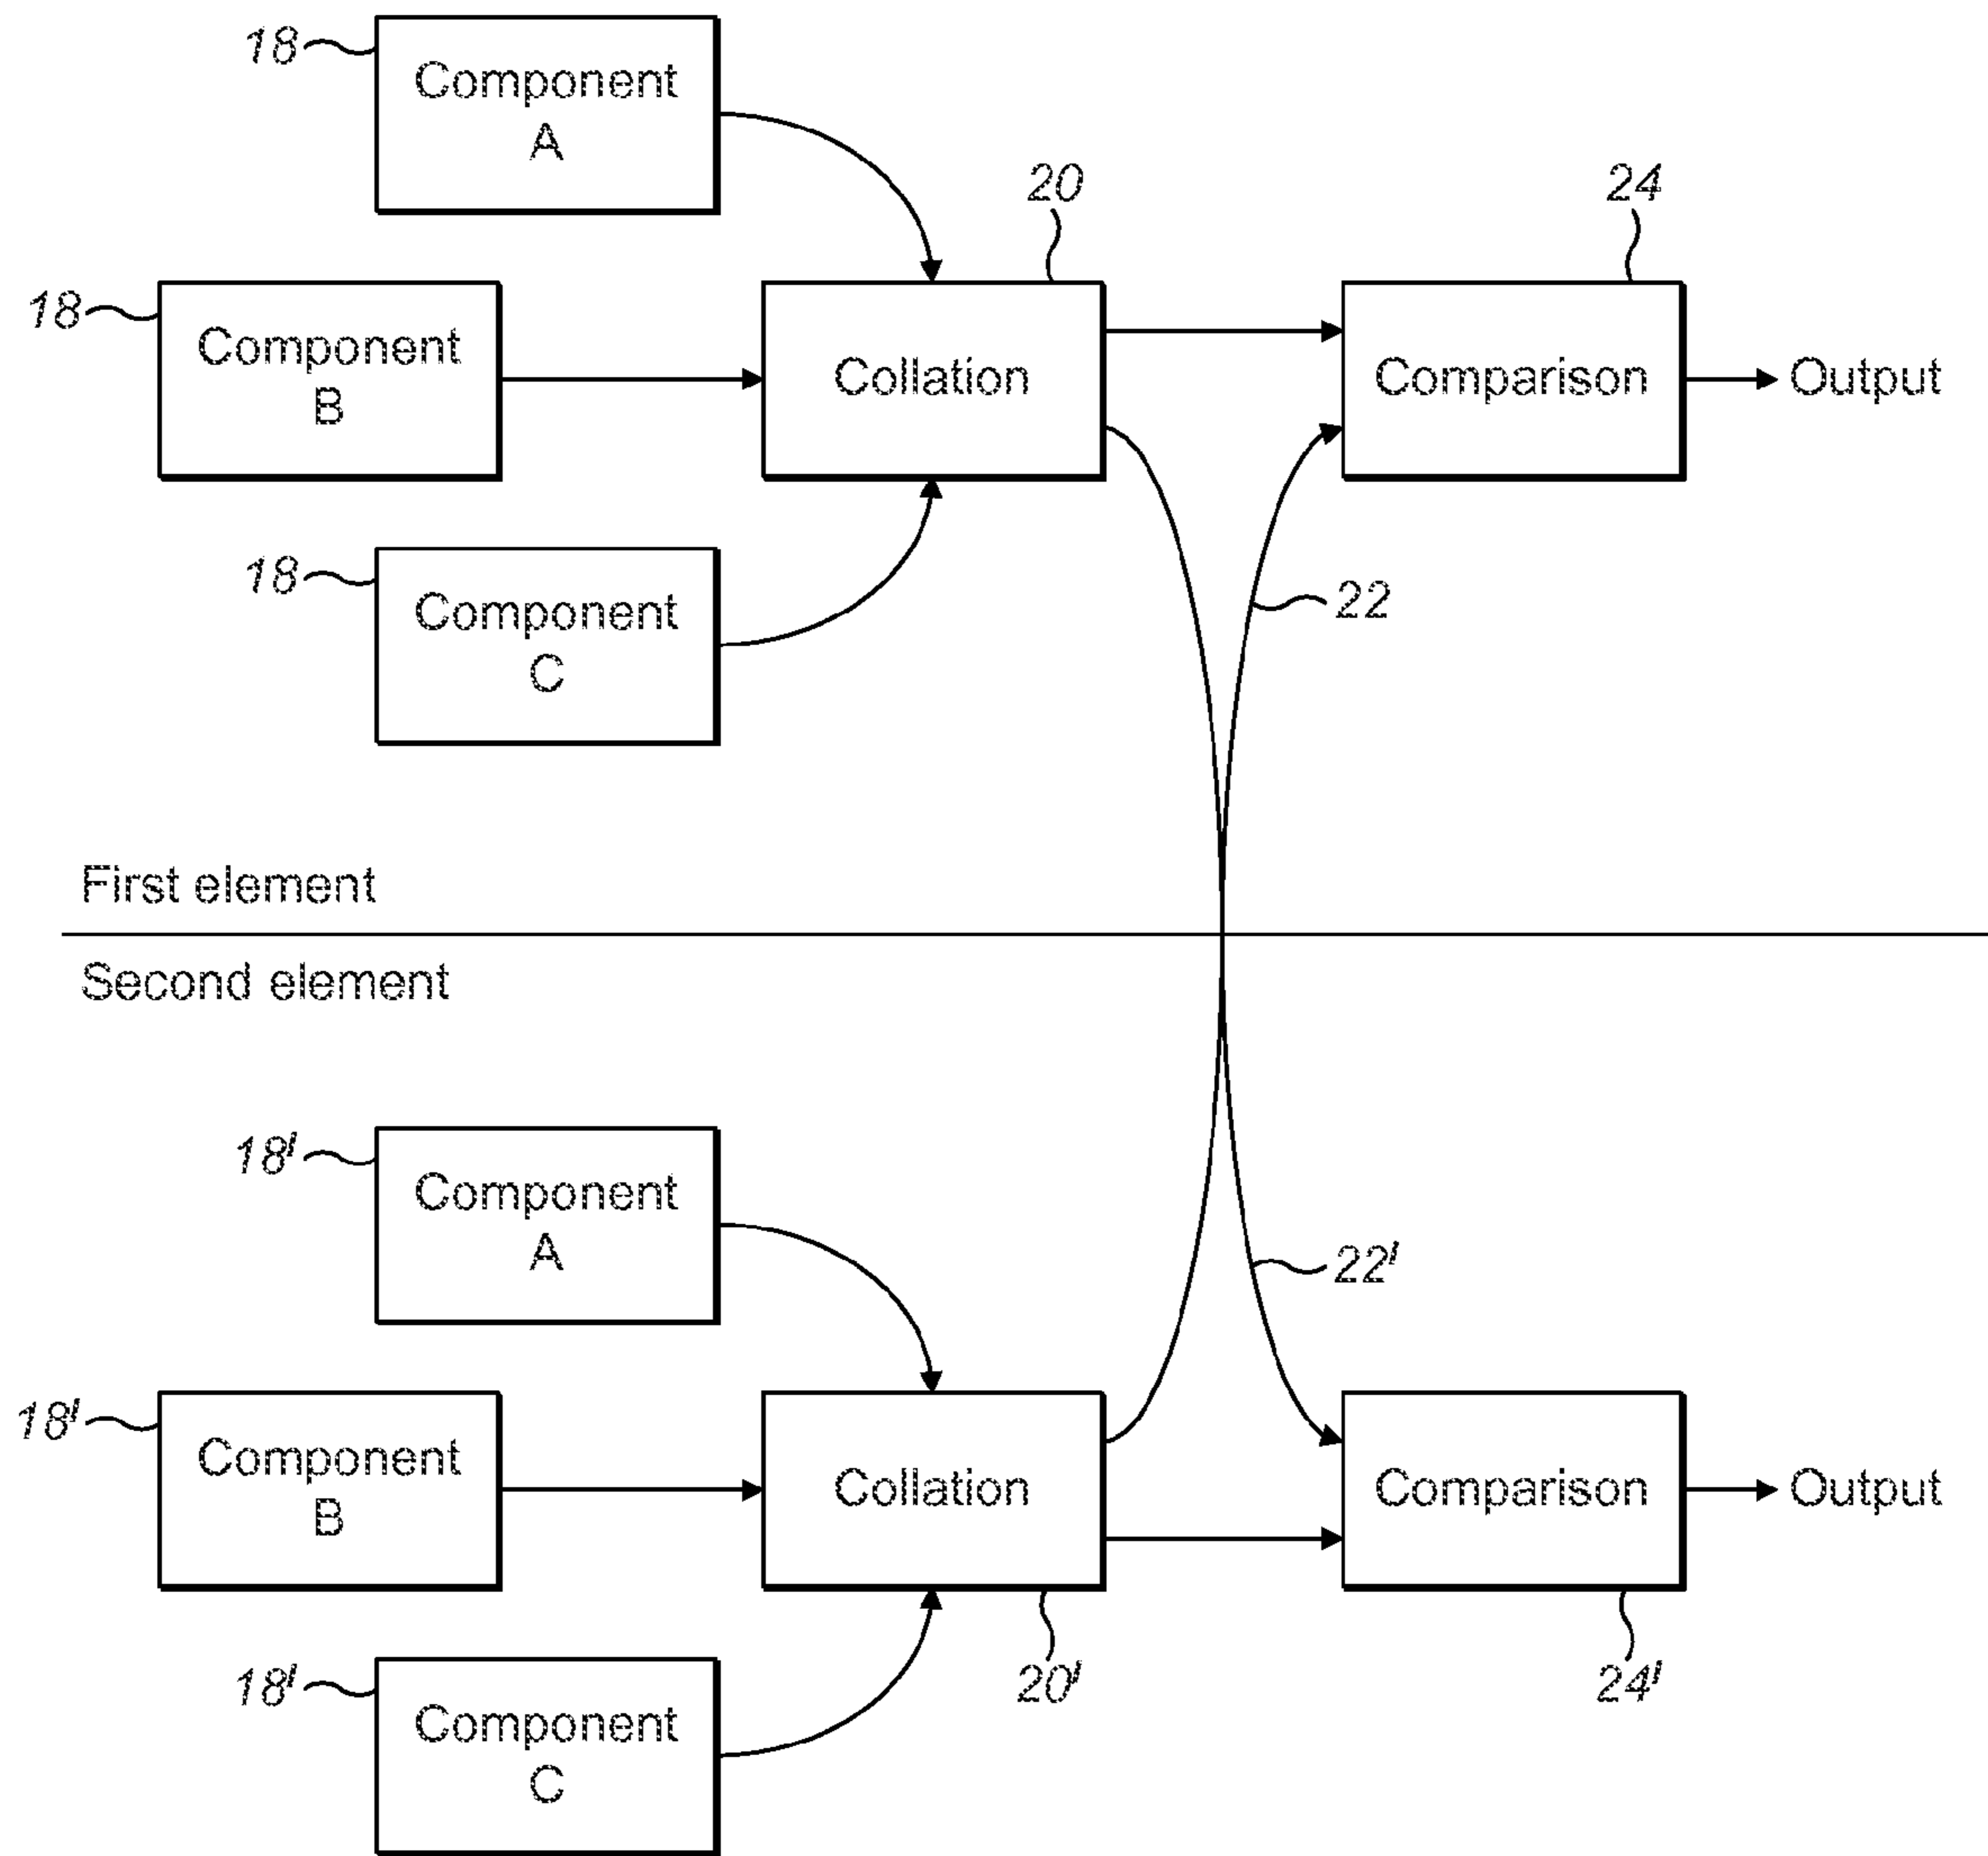 18
Component
A
20
24
18
Component
B
Collation
Comparison
Output
18
Component
C
22
First element
Second element
18'
Component
A
22'
18'
Component
B
Collation
Comparison
Output
18'
Component
C
20'
24'